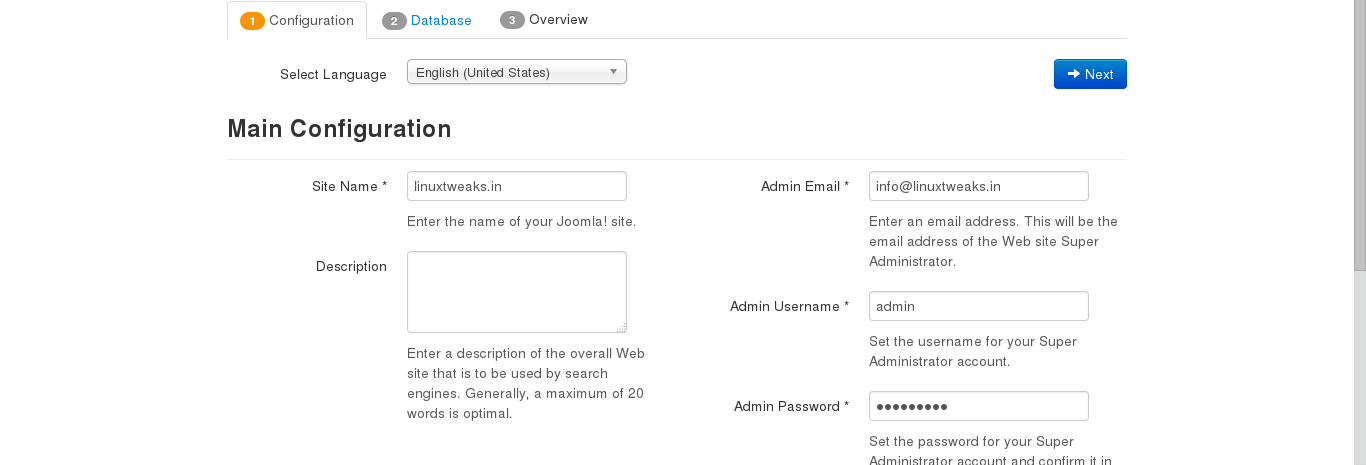 1 Configuration
2 Database
3 Overview
Select Language
English (United States)
Next
Main Configuration
Site Name *
linuxtweaks.in
Enter the name of your Joomla! site.
Description
Enter a description of the overall Web
site that is to be used by search
engines. Generally, a maximum of 20
words is optimal.
Admin Email *
info@linuxtweaks.in
Enter an email address. This will be the
email address of the Web site Super
Administrator.
Admin Username *
admin
Set the username for your Super
Administrator account.
Admin Password *
●●●●●●●●●
Set the password for your Super
Administrator account and confirm it in